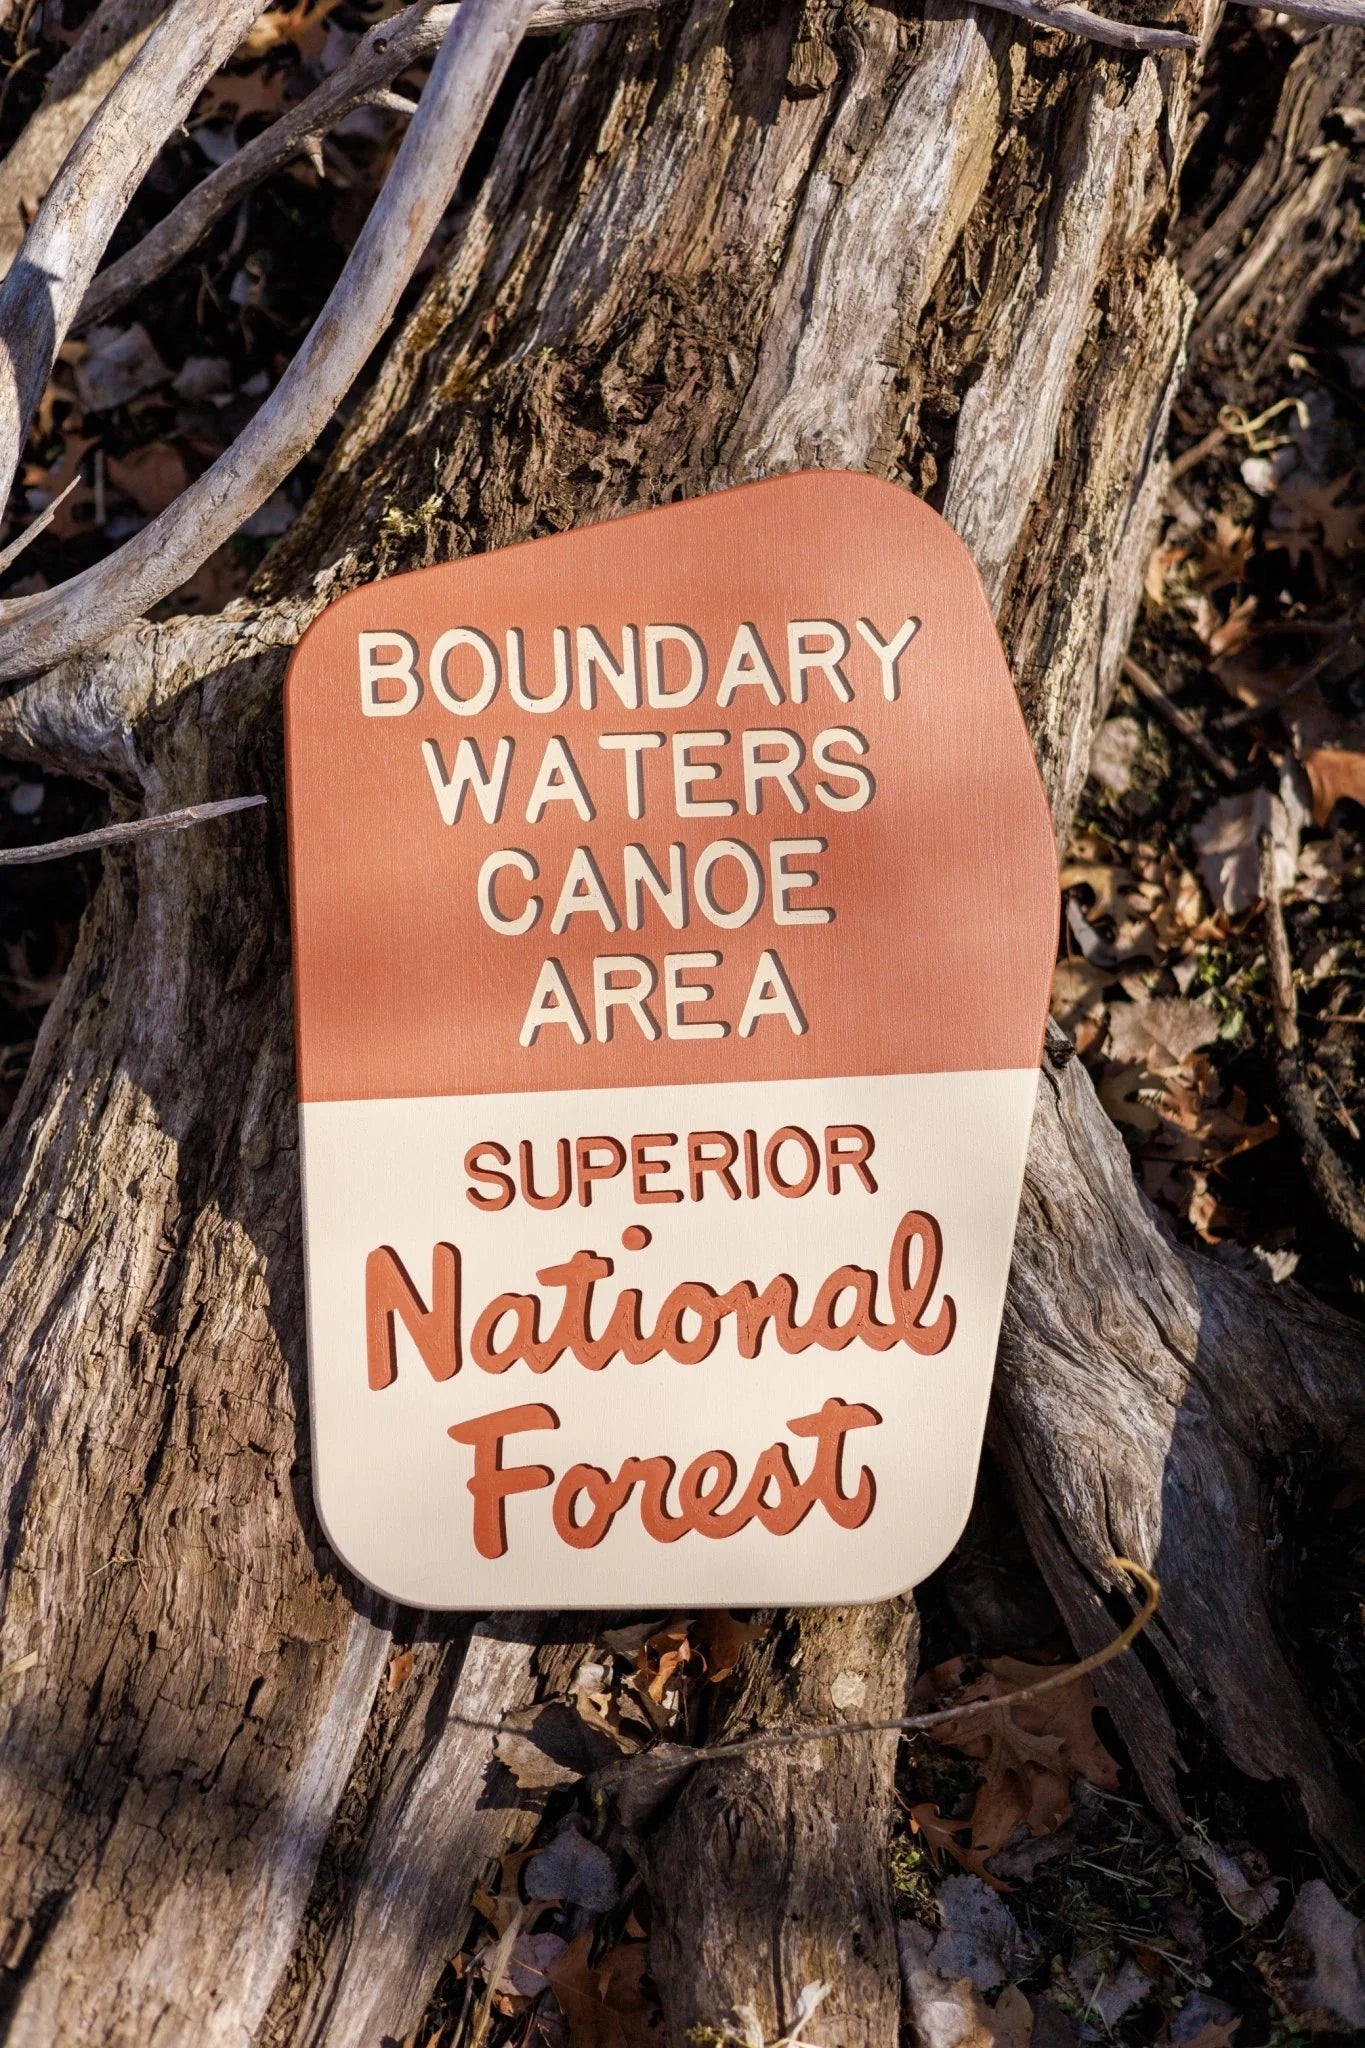 BOUNDARY
WATERS
CANOE
AREA
SUPERIOR
National
Forest